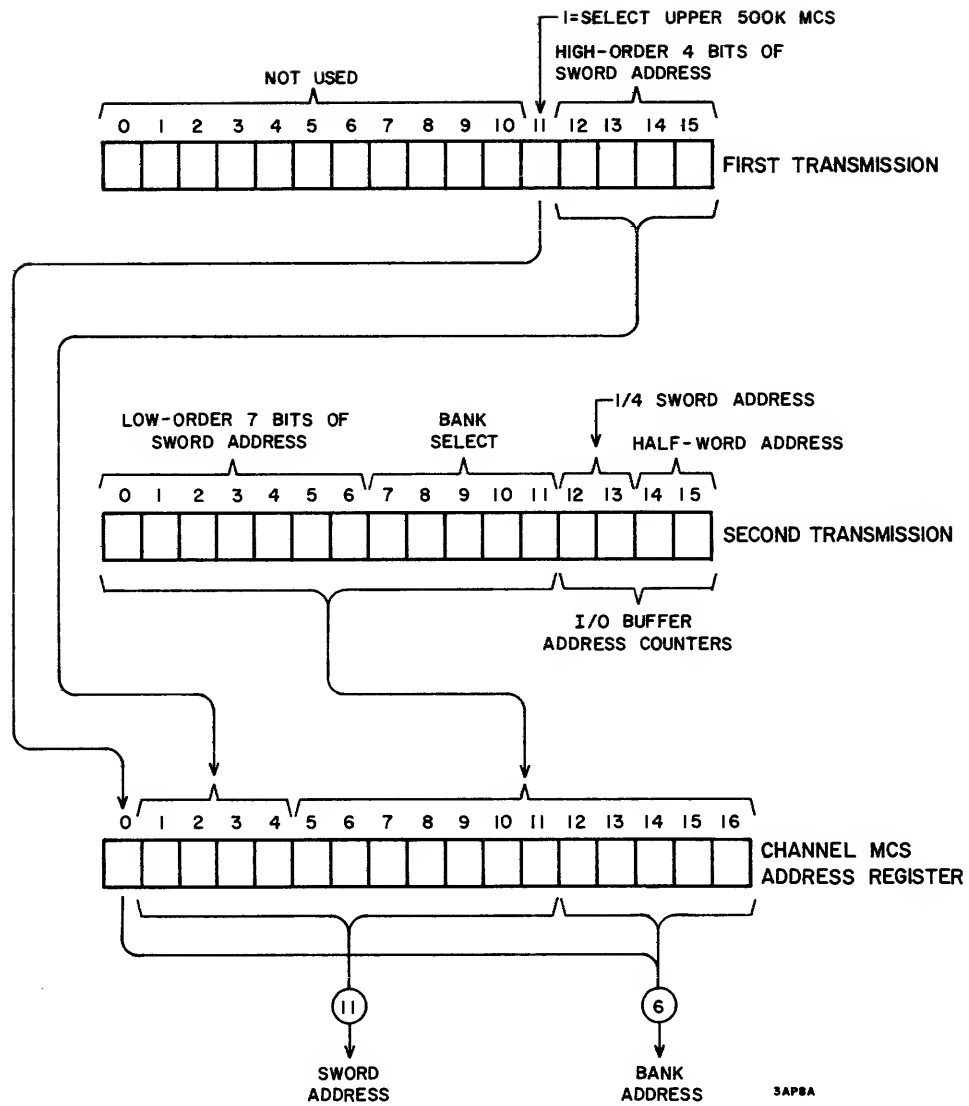 1=SELECT UPPER 500K MCS
HIGH-ORDER 4 BITS OF
SWORD ADDRESS
NOT USED
0 1 2 3 4 5 6 7 8 9 10 11 12 13 14 15
FIRST TRANSMISSION
1/4 SWORD ADDRESS
LOW-ORDER 7 BITS OF
SWORD ADDRESS
BANK
SELECT
HALF-WORD ADDRESS
0 1 2 3 4 5 6 7 8 9 10 11 12 13 14 15
SECOND TRANSMISSION
I/O BUFFER
ADDRESS COUNTERS
0 1 2 3 4 5 6 7 8 9 10 11 12 13 14 15 16
CHANNEL MCS
ADDRESS REGISTER
11
6
SWORD
ADDRESS
BANK
ADDRESS
3AP8A